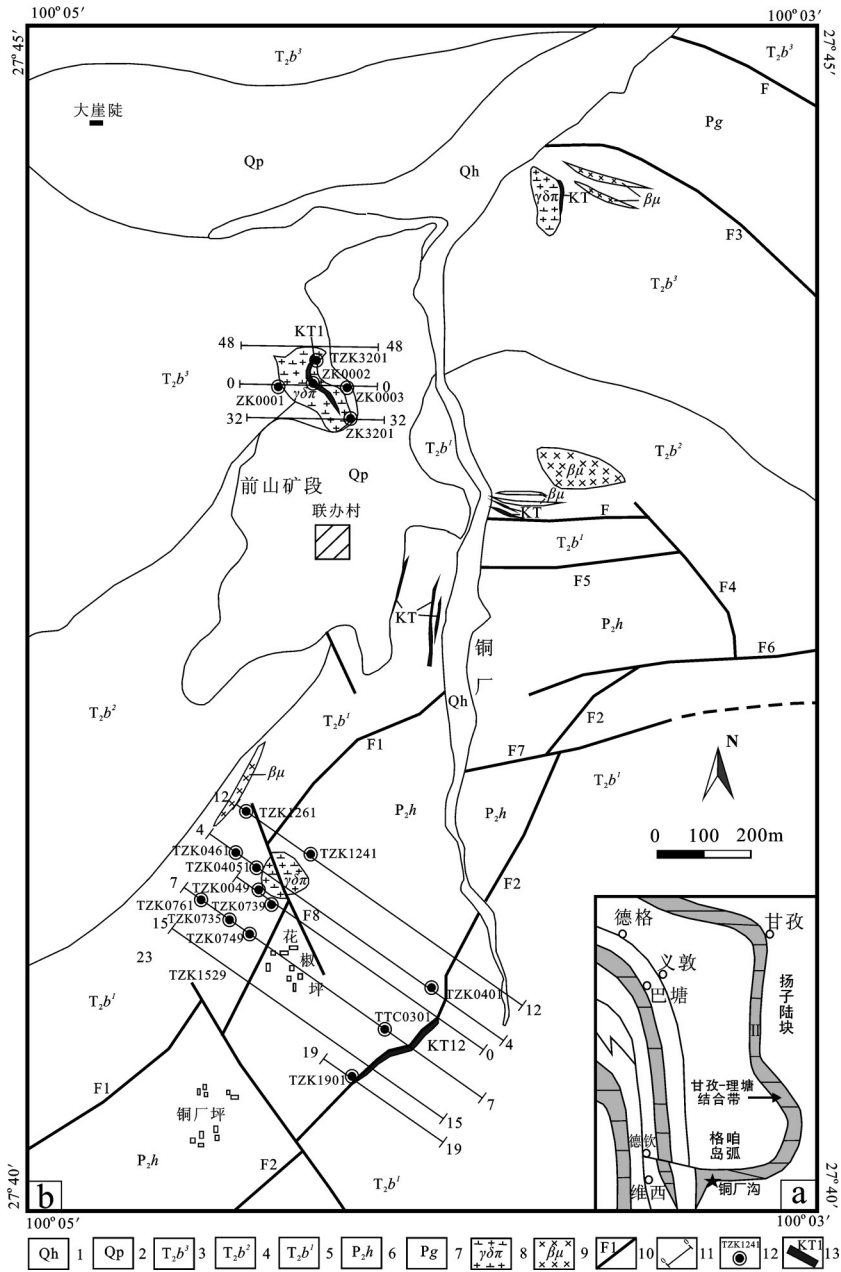 100°05′ 100°03′
27°45′ 27°45′
T₂b³
T₂b³
F
大崖陡
Pg
Qp
Qh
γδπ
KT
βμ
F3
T₂b³
KT1
48 48
TZK3201
T₂b³
ZK0002
0 0
ZK0001
γδπ
ZK0003
32 32
ZK3201
T₂b¹
T₂b²
Qp
βμ
前山矿段
βμ
联办村
KT
F
T₂b¹
F5
F4
KT
P₂h
铜厂
F6
Qh
T₂b²
T₂b¹
F1
F2
F7
βμ
T₂b¹
N
12
TZK1261
P₂h
P₂h
4
TZK0461
TZK1241
0 100 200m
TZK04051
γδπ
7
TZK0049
F2
TZK0761
TZK0739
F8
15
TZK0735
TZK0749
花椒坪
23
TZK1529
TZK0401
12
T₂b¹
TTC0301
4
KT12
0
19
TZK1901
7
F1
15
铜厂坪
19
P₂h
F2
T₂b¹
b
德格
甘孜
义敦
巴塘
扬子陆块
II
甘孜-理塘
结合带
德钦
格咱
岛弧
维西
铜厂沟
a
27°40′ 27°40′
100°05′ 100°03′
Qh 1 Qp 2 T₂b³ 3 T₂b² 4 T₂b¹ 5 P₂h 6 Pg 7 γδπ 8 βμ 9 F1 10 11 TZK1241 12 KT1 13